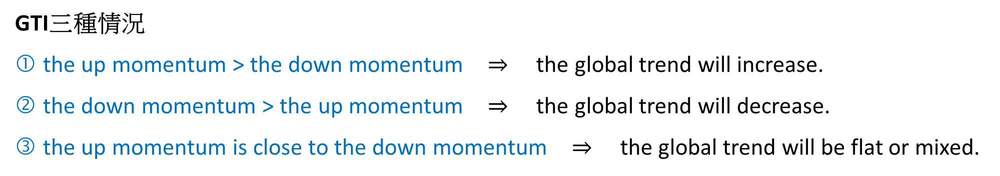 GTI三種情況
① the up momentum > the down momentum ⇒ the global trend will increase.
② the down momentum > the up momentum ⇒ the global trend will decrease.
③ the up momentum is close to the down momentum ⇒ the global trend will be flat or mixed.